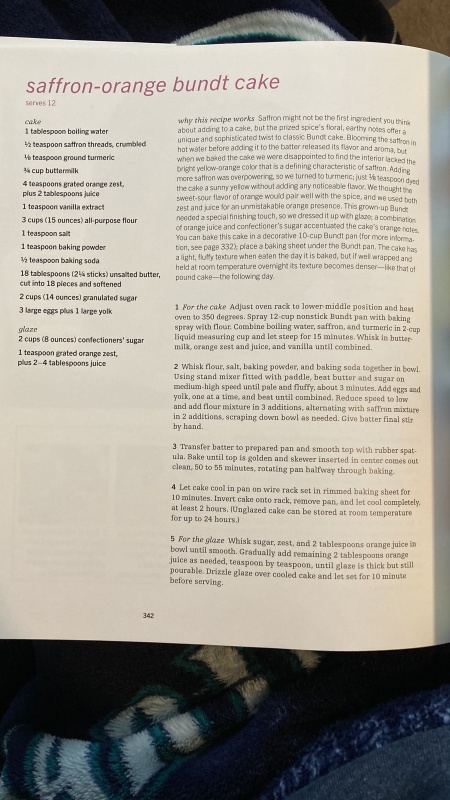 saffron-orange bundt cake
serves 12
cake
1 tablespoon boiling water
½ teaspoon saffron threads, crumbled
⅛ teaspoon ground turmeric
¾ cup buttermilk
4 teaspoons grated orange zest,
plus 2 tablespoons juice
1 teaspoon vanilla extract
3 cups (15 ounces) all-purpose flour
1 teaspoon salt
1 teaspoon baking powder
½ teaspoon baking soda
18 tablespoons (2¼ sticks) unsalted butter,
cut into 18 pieces and softened
2 cups (14 ounces) granulated sugar
3 large eggs plus 1 large yolk
glaze
2 cups (8 ounces) confectioners' sugar
1 teaspoon grated orange zest,
plus 2–4 tablespoons juice
why this recipe works Saffron might not be the first ingredient you think
about adding to a cake, but the prized spice's floral, earthy notes offer a
unique and sophisticated twist to classic Bundt cake. Blooming the saffron in
hot water before adding it to the batter released its flavor and aroma, but
when we baked the cake we were disappointed to find the interior lacked the
bright yellow-orange color that is a defining characteristic of saffron. Adding
more saffron was overpowering, so we turned to turmeric; just ⅛ teaspoon dyed
the cake a sunny yellow without adding any noticeable flavor. We thought the
sweet-sour flavor of orange would pair well with the spice, and we used both
zest and juice for an unmistakable orange presence. This grown-up Bundt
needed a special finishing touch, so we dressed it up with glaze; a combination
of orange juice and confectioners' sugar accentuated the cake's orange notes.
You can bake this cake in a decorative 10-cup Bundt pan (for more informa-
tion, see page 332); place a baking sheet under the Bundt pan. The cake has
a light, fluffy texture when eaten the day it is baked, but if well wrapped and
held at room temperature overnight its texture becomes denser—like that of
pound cake—the following day.
1 For the cake Adjust oven rack to lower-middle position and heat
oven to 350 degrees. Spray 12-cup nonstick Bundt pan with baking
spray with flour. Combine boiling water, saffron, and turmeric in 2-cup
liquid measuring cup and let steep for 15 minutes. Whisk in butter-
milk, orange zest and juice, and vanilla until combined.
2 Whisk flour, salt, baking powder, and baking soda together in bowl.
Using stand mixer fitted with paddle, beat butter and sugar on
medium-high speed until pale and fluffy, about 3 minutes. Add eggs and
yolk, one at a time, and beat until combined. Reduce speed to low
and add flour mixture in 3 additions, alternating with saffron mixture
in 2 additions, scraping down bowl as needed. Give batter final stir
by hand.
3 Transfer batter to prepared pan and smooth top with rubber spat-
ula. Bake until top is golden and skewer inserted in center comes out
clean, 50 to 55 minutes, rotating pan halfway through baking.
4 Let cake cool in pan on wire rack set in rimmed baking sheet for
10 minutes. Invert cake onto rack, remove pan, and let cool completely,
at least 2 hours. (Unglazed cake can be stored at room temperature
for up to 24 hours.)
5 For the glaze Whisk sugar, zest, and 2 tablespoons orange juice in
bowl until smooth. Gradually add remaining 2 tablespoons orange
juice as needed, teaspoon by teaspoon, until glaze is thick but still
pourable. Drizzle glaze over cooled cake and let set for 10 minute
before serving.
342